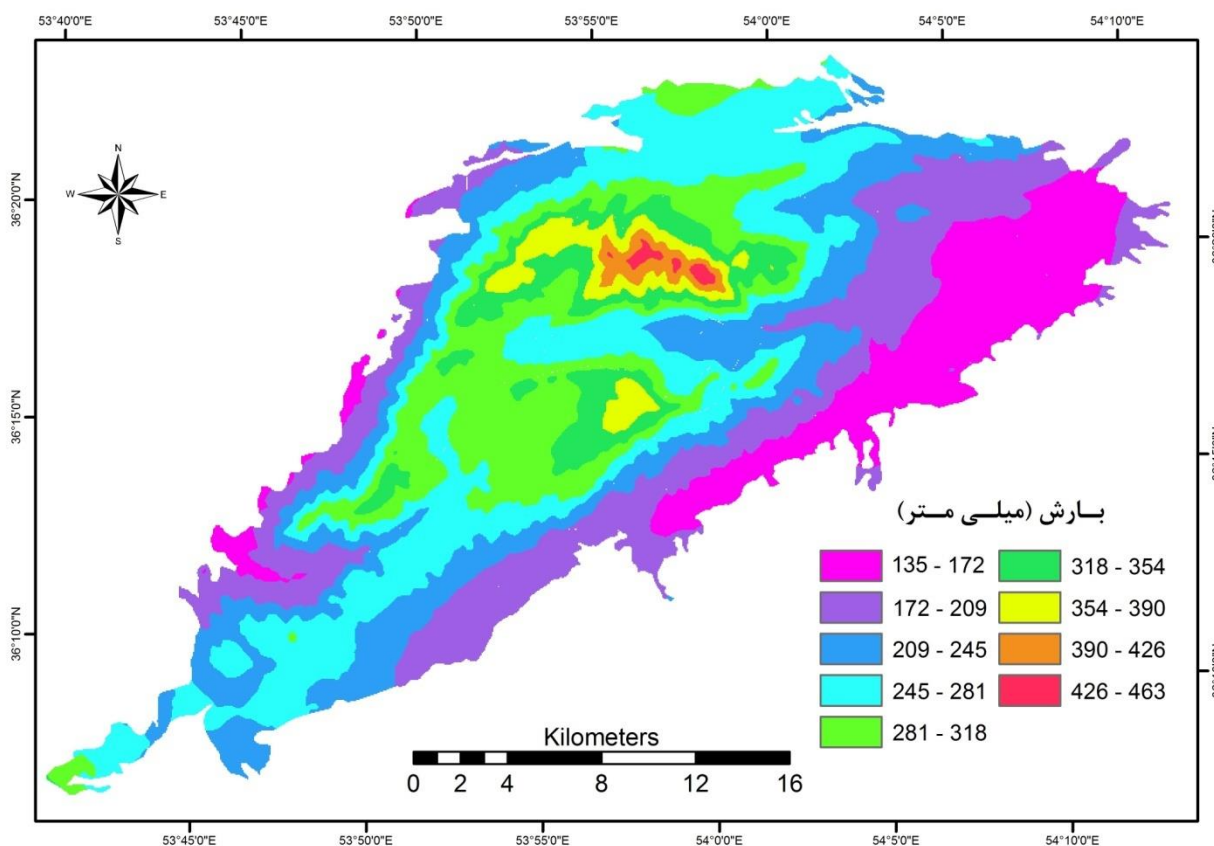 53°40'0"E 53°45'0"E 53°50'0"E 53°55'0"E 54°0'0"E 54°5'0"E 54°10'0"E
N
W E
S
36°20'0"N
36°15'0"N
36°10'0"N
بــارش (میلــی متــر)
135 - 172 318 - 354
172 - 209 354 - 390
209 - 245 390 - 426
245 - 281 426 - 463
281 - 318
Kilometers
0 2 4 8 12 16
53°45'0"E 53°50'0"E 53°55'0"E 54°0'0"E 54°5'0"E 54°10'0"E